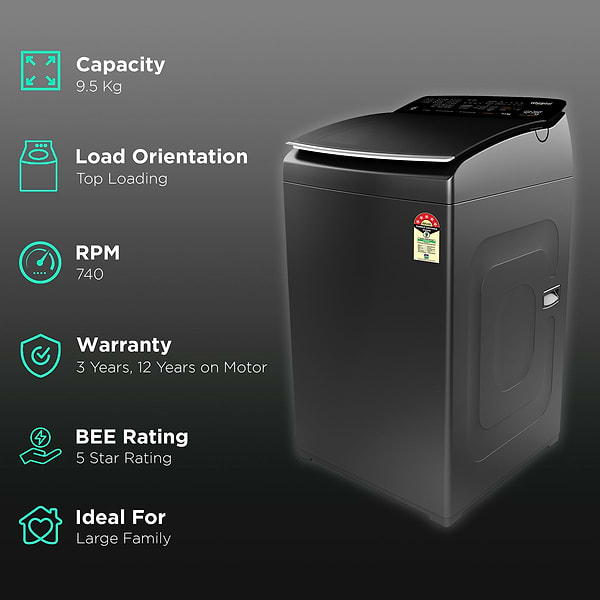 Capacity
9.5 Kg
Load Orientation
Top Loading
RPM
740
Warranty
3 Years, 12 Years on Motor
BEE Rating
5 Star Rating
Ideal For
Large Family
Whirlpool